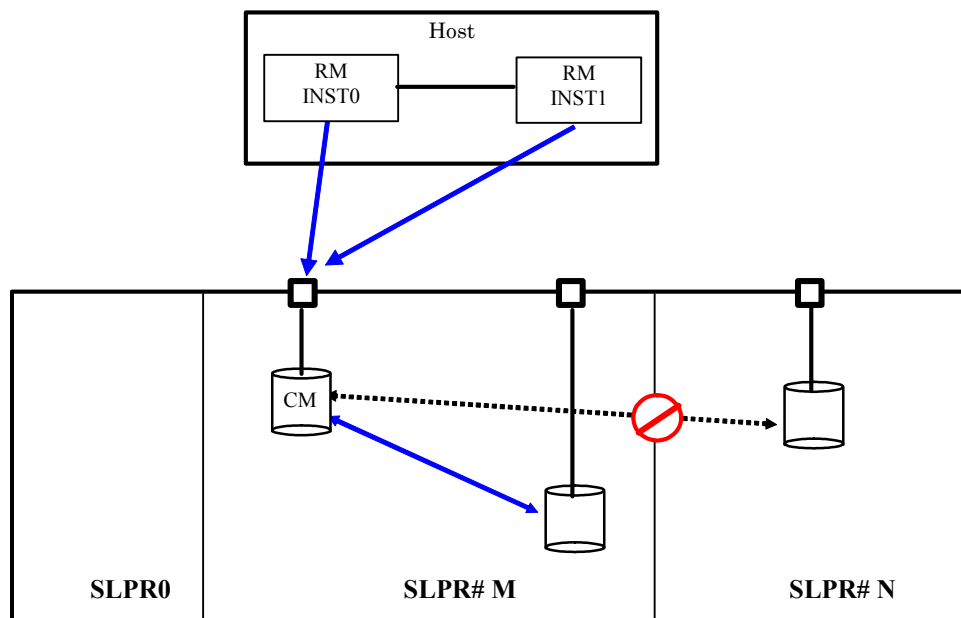 Host
RM
INST0
RM
INST1
CM
SLPR0
SLPR# M
SLPR# N